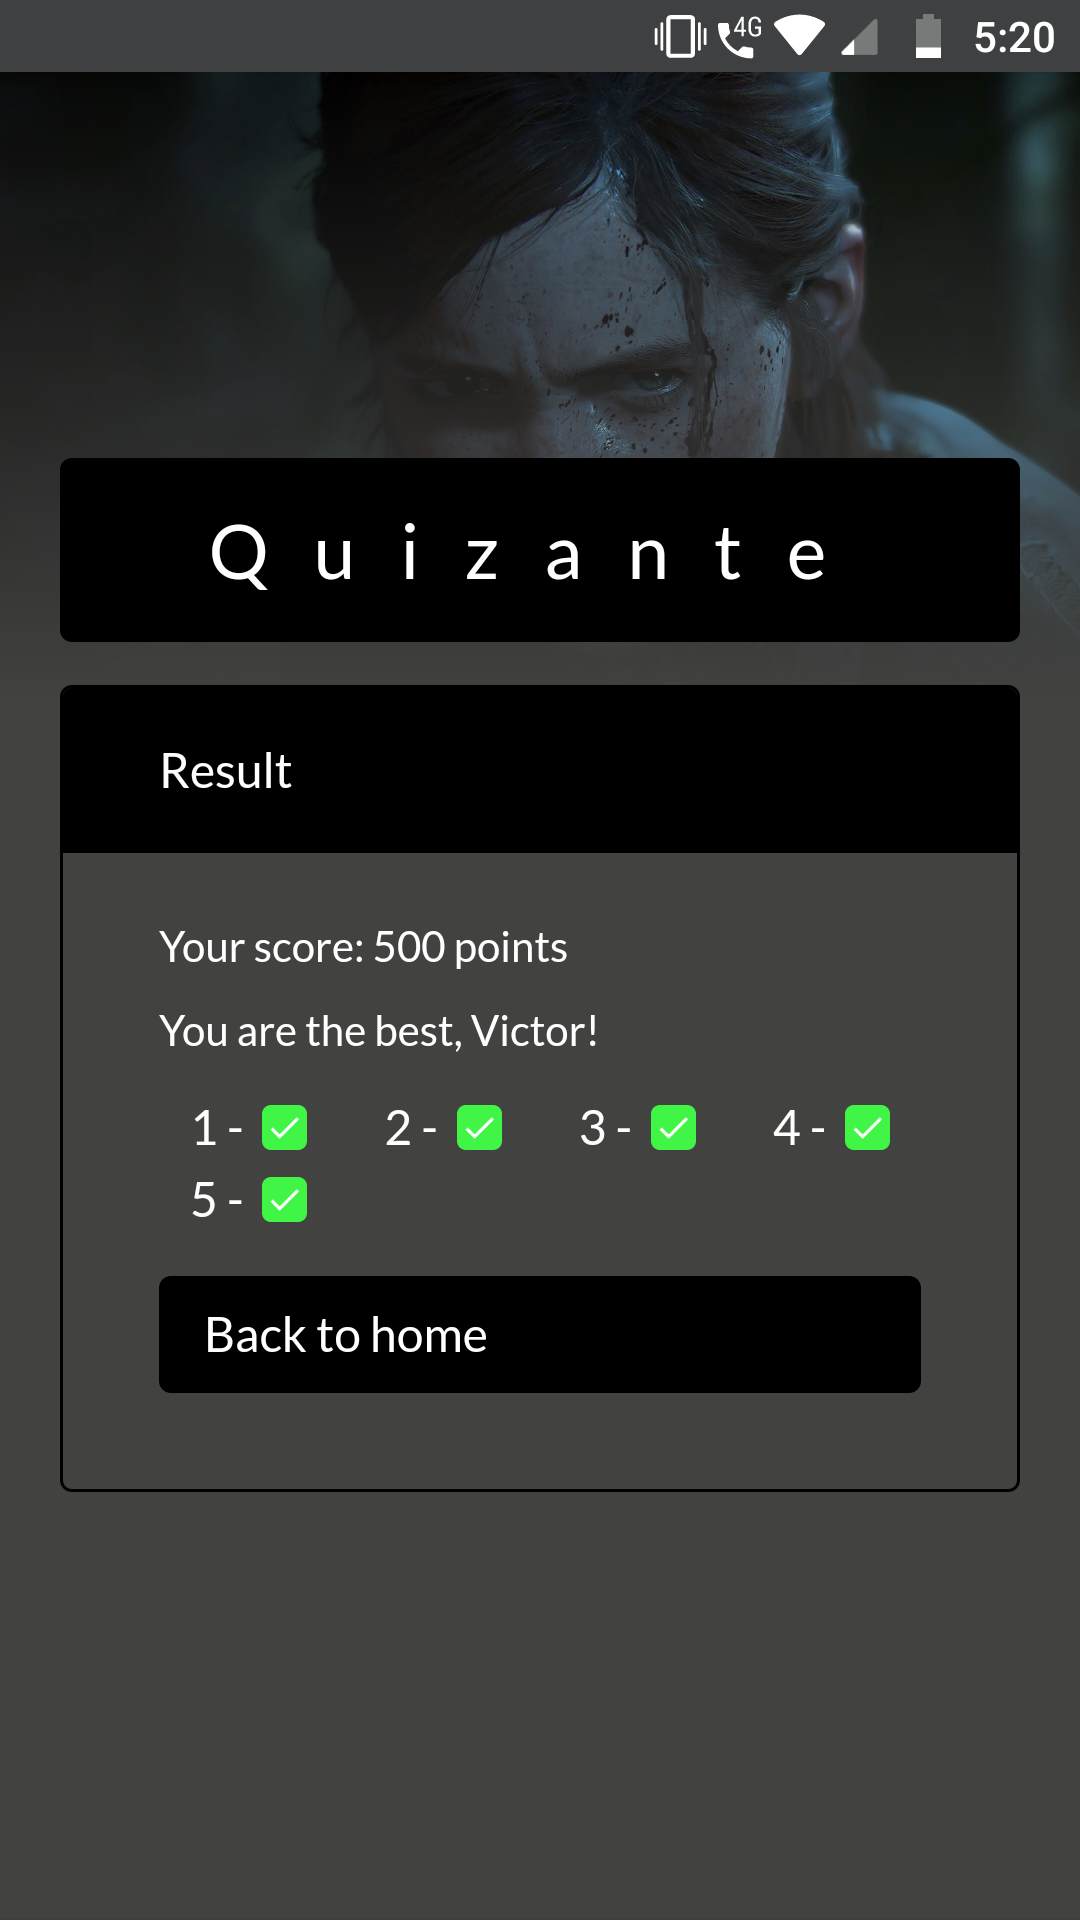 4G 5:20
Quizante
Result
Your score: 500 points
You are the best, Victor!
1 - 2 - 3 - 4 -
5 -
Back to home